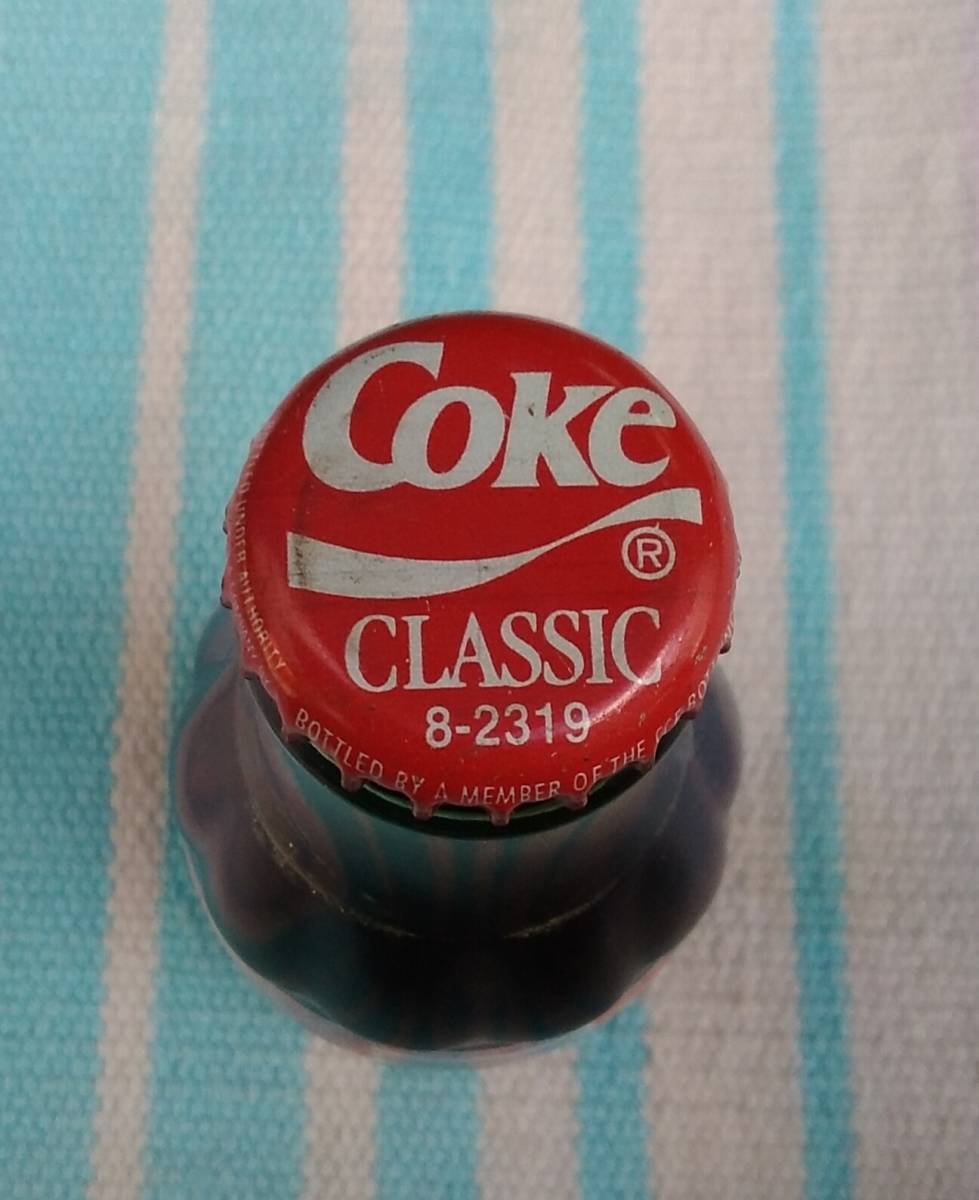 Coke
®
CLASSIC
8-2319
UNDER AUTHORITY
BOTTLED BY A MEMBER OF THE